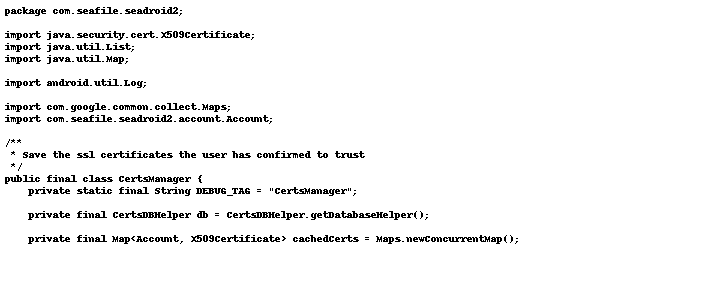 package com.seafile.seadroid2;

import java.security.cert.X509Certificate;
import java.util.List;
import java.util.Map;

import android.util.Log;

import com.google.common.collect.Maps;
import com.seafile.seadroid2.account.Account;

/**
 * Save the ssl certificates the user has confirmed to trust
 */
public final class CertsManager {
    private static final String DEBUG_TAG = "CertsManager";

    private final CertsDBHelper db = CertsDBHelper.getDatabaseHelper();

    private final Map<Account, X509Certificate> cachedCerts = Maps.newConcurrentMap();